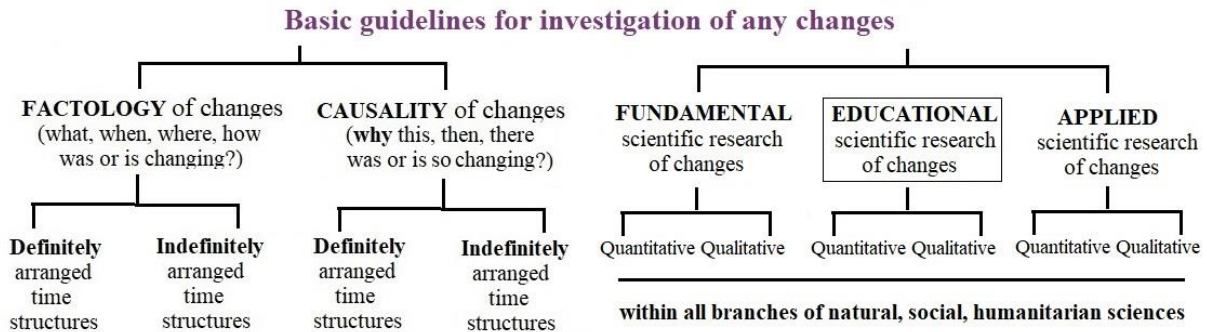 Basic guidelines for investigation of any changes
FACTOLOGY of changes
(what, when, where, how
was or is changing?)
CAUSALITY of changes
(why this, then, there
was or is so changing?)
FUNDAMENTAL
scientific research
of changes
EDUCATIONAL
scientific research
of changes
APPLIED
scientific research
of changes
Definitely
arranged
time
structures
Indefinitely
arranged
time
structures
Definitely
arranged
time
structures
Indefinitely
arranged
time
structures
Quantitative Qualitative
Quantitative Qualitative
Quantitative Qualitative
within all branches of natural, social, humanitarian sciences